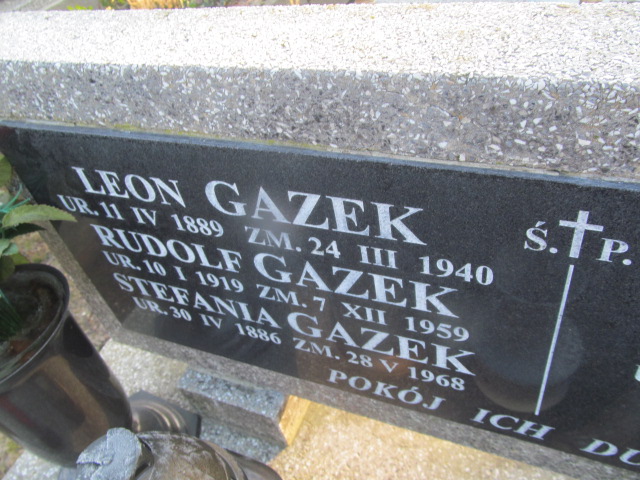 LEON GAZEK
UR. 11 IV 1889 ZM. 24 III 1940
RUDOLF GAZEK
UR. 10 I 1919 ZM. 7 XII 1959
STEFANIA GAZEK
UR. 30 IV 1886 ZM. 28 V 1968
Ś. P.
POKÓJ ICH